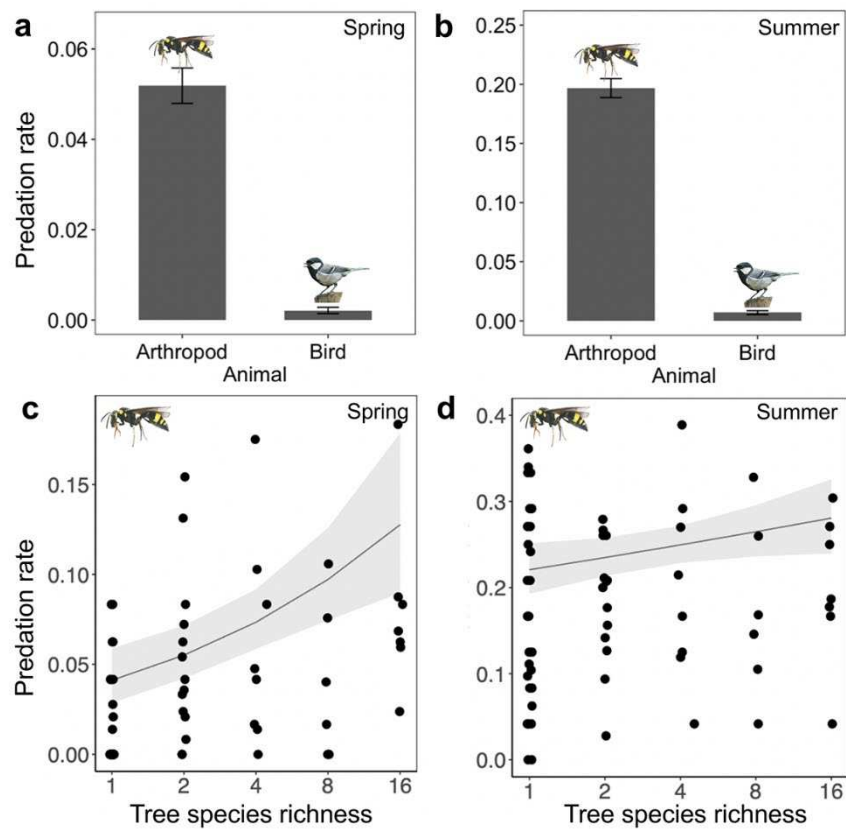 a
Spring
0.06
0.04
0.02
0.00
Predation rate
Arthropod Bird
Animal
b
Summer
0.25
0.20
0.15
0.10
0.05
0.00
Arthropod Bird
Animal
c
Spring
0.15
0.10
0.05
0.00
Predation rate
1 2 4 8 16
Tree species richness
d
Summer
0.4
0.3
0.2
0.1
0.0
1 2 4 8 16
Tree species richness